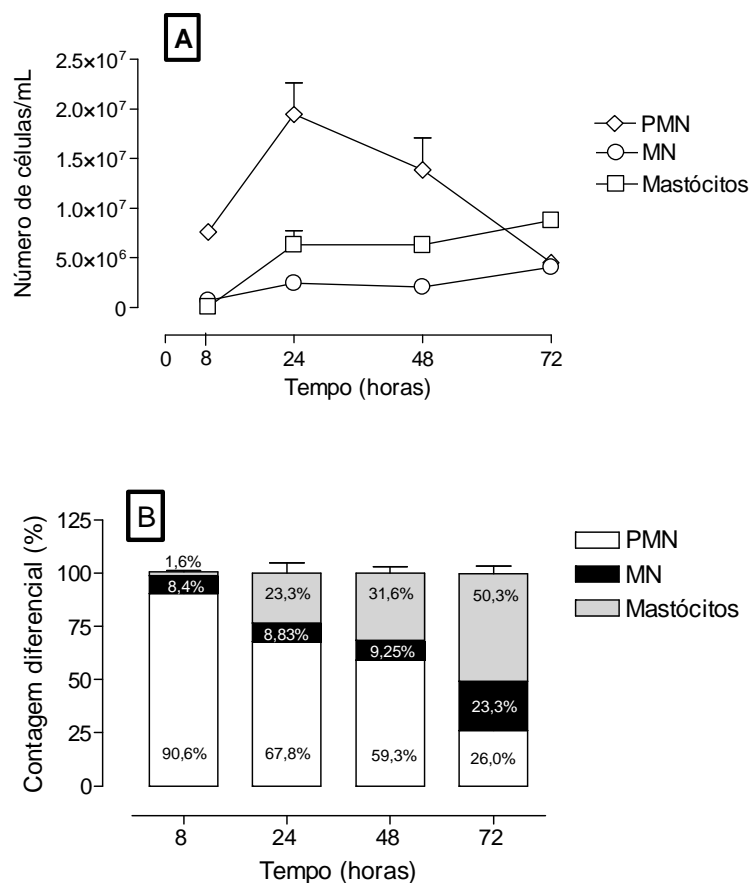 A
Número de células/mL
2.5×10⁷
2.0×10⁷
1.5×10⁷
1.0×10⁷
5.0×10⁶
0
0 8 24 48 72
Tempo (horas)
PMN
MN
Mastócitos
B
Contagem diferencial (%)
125
100
75
50
25
0
1,6% 23,3% 31,6% 50,3%
8,4% 8,83% 9,25% 23,3%
90,6% 67,8% 59,3% 26,0%
8 24 48 72
Tempo (horas)
PMN
MN
Mastócitos